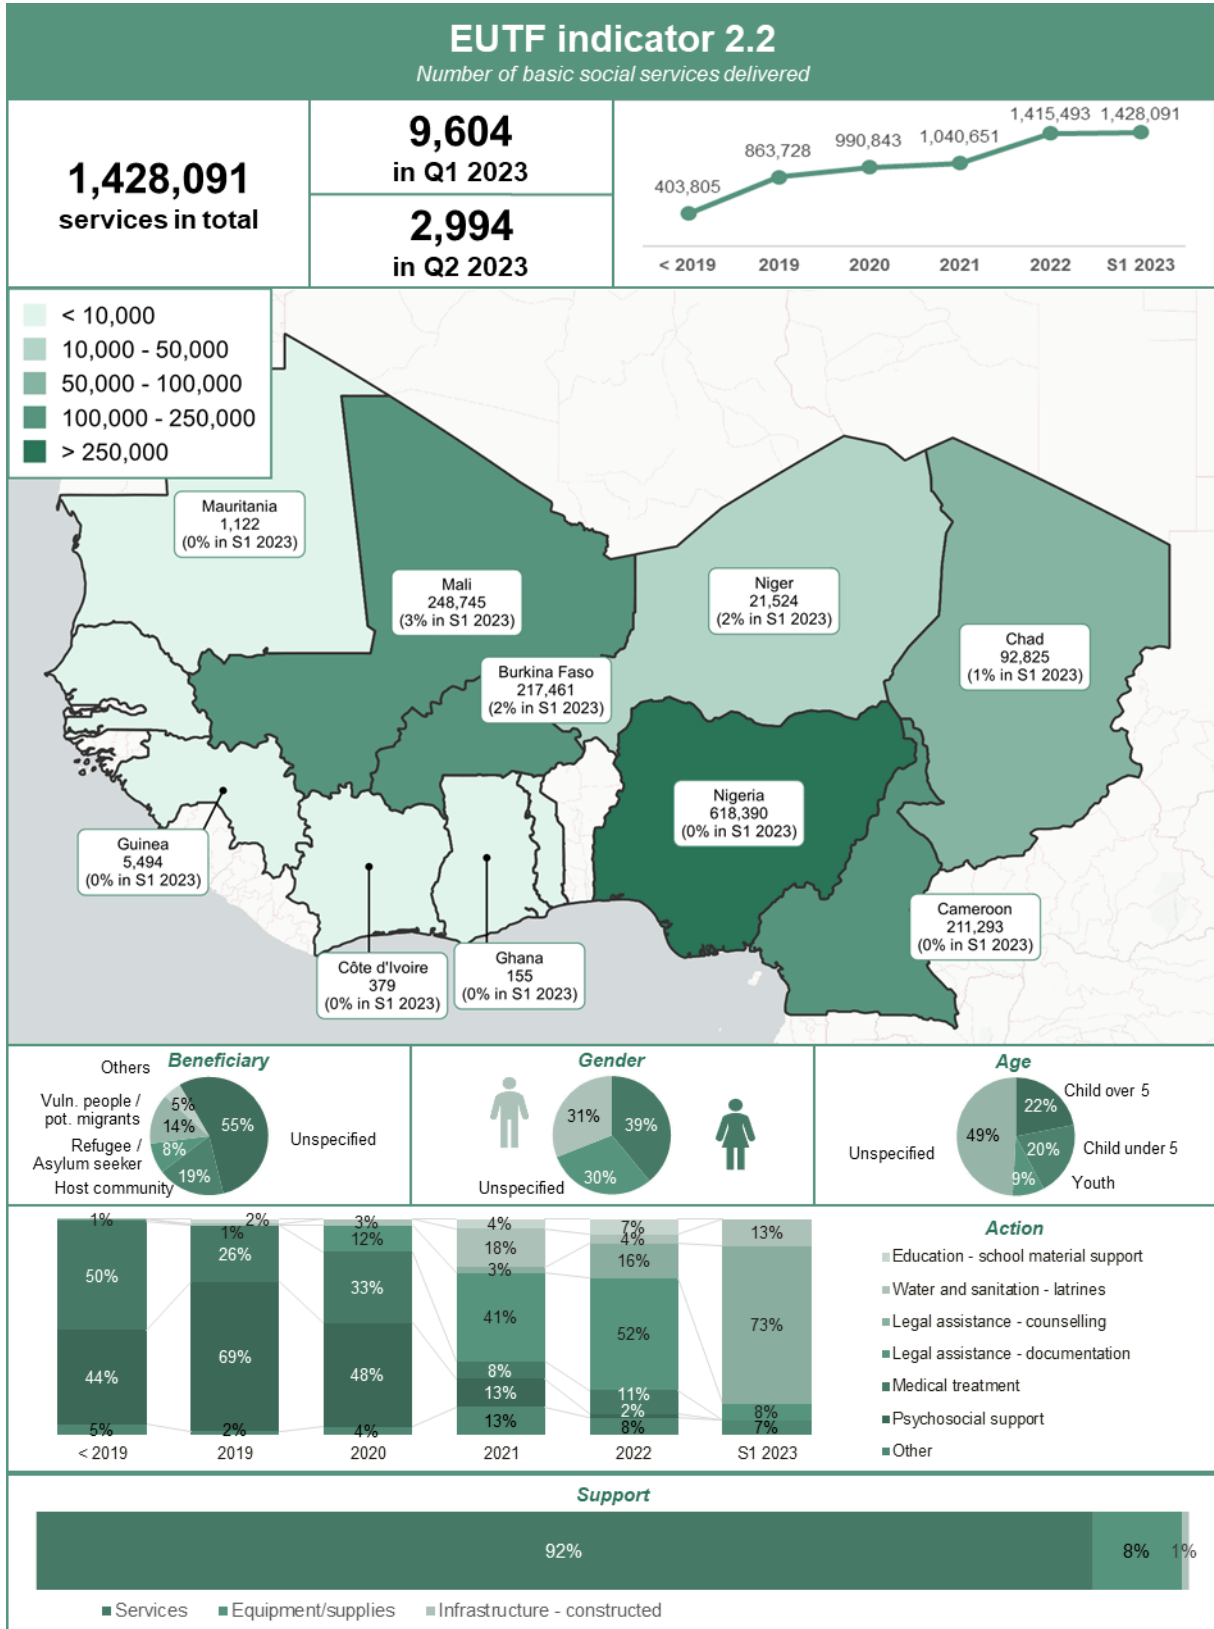 EUTF indicator 2.2
Number of basic social services delivered
1,428,091
services in total
9,604
in Q1 2023
2,994
in Q2 2023
403,805
863,728
990,843
1,040,651
1,415,493
1,428,091
< 2019
2019
2020
2021
2022
S1 2023
< 10,000
10,000 - 50,000
50,000 - 100,000
100,000 - 250,000
> 250,000
Mauritania
1,122
(0% in S1 2023)
Mali
248,745
(3% in S1 2023)
Niger
21,524
(2% in S1 2023)
Chad
92,825
(1% in S1 2023)
Burkina Faso
217,461
(2% in S1 2023)
Nigeria
618,390
(0% in S1 2023)
Guinea
5,494
(0% in S1 2023)
Cameroon
211,293
(0% in S1 2023)
Côte d'Ivoire
379
(0% in S1 2023)
Ghana
155
(0% in S1 2023)
Beneficiary
Others
Vuln. people /
pot. migrants
Refugee /
Asylum seeker
Host community
Unspecified
5%
14%
8%
19%
55%
Gender
31%
39%
30%
Unspecified
Age
Child over 5
Child under 5
Youth
Unspecified
22%
20%
9%
49%
1%
50%
44%
5%
< 2019
2%
1%
26%
69%
2%
2019
3%
12%
33%
48%
4%
2020
4%
18%
3%
41%
8%
13%
13%
2021
7%
4%
16%
52%
11%
2%
8%
2022
13%
73%
8%
7%
S1 2023
Action
Education - school material support
Water and sanitation - latrines
Legal assistance - counselling
Legal assistance - documentation
Medical treatment
Psychosocial support
Other
Support
92%
8%
1%
Services
Equipment/supplies
Infrastructure - constructed